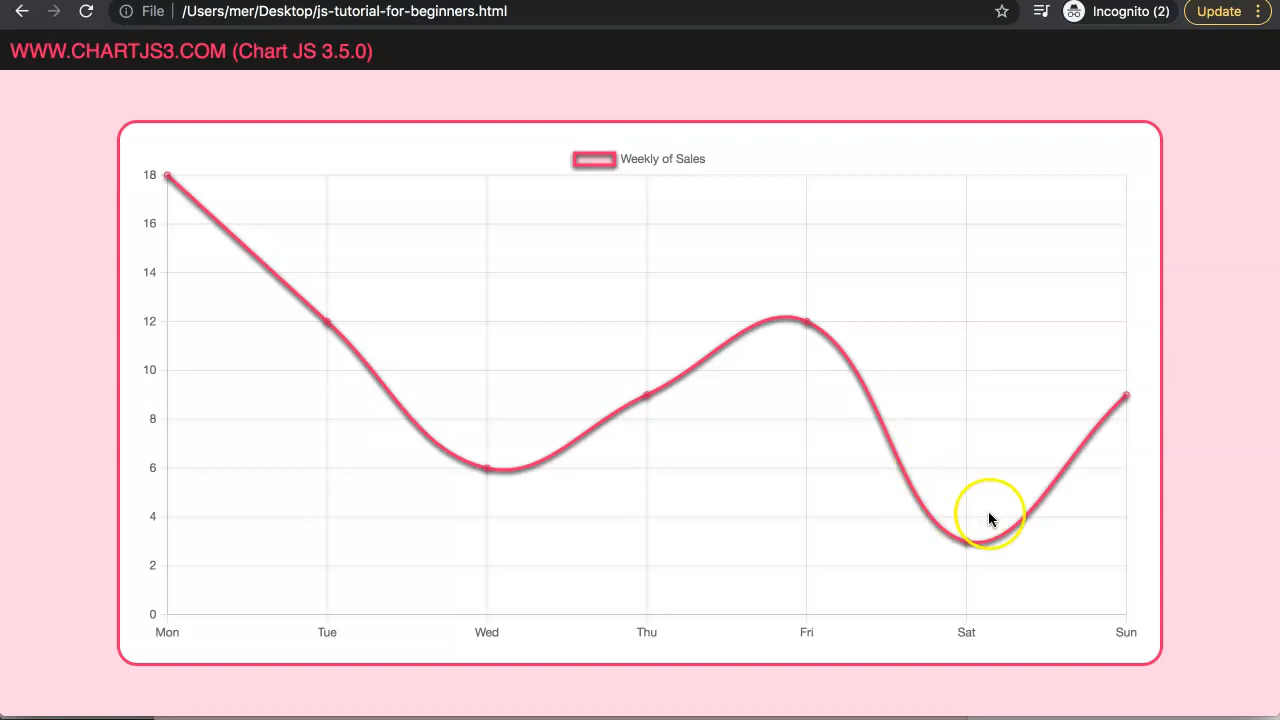 File /Users/mer/Desktop/js-tutorial-for-beginners.html Incognito (2) Update
WWW.CHARTJS3.COM (Chart JS 3.5.0)
Weekly of Sales
18
16
14
12
10
8
6
4
2
0
Mon Tue Wed Thu Fri Sat Sun